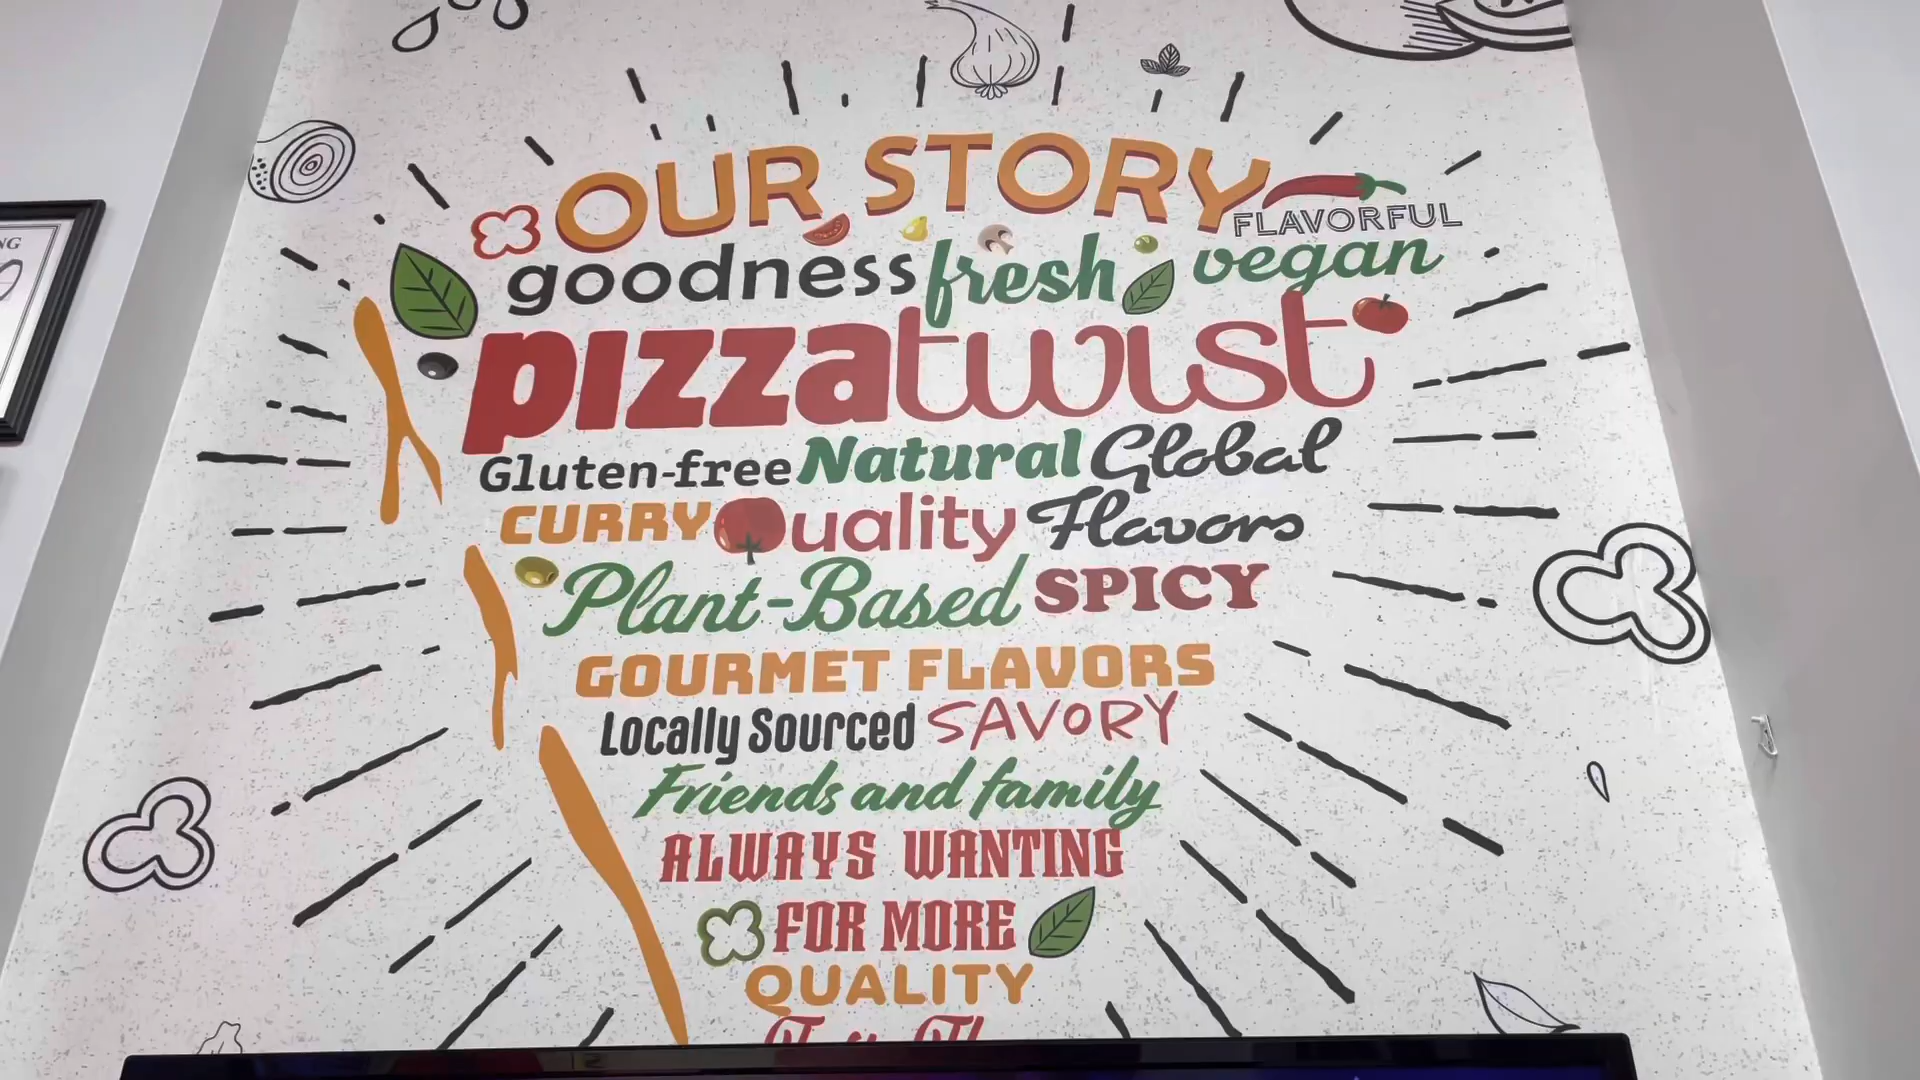 OUR STORY
FLAVORFUL
goodness fresh vegan
pizzatwist
Gluten-free Natural Global
CURRY Quality Flavors
Plant-Based SPICY
GOURMET FLAVORS
Locally Sourced SAVORY
Friends and family
ALWAYS WANTING
FOR MORE
QUALITY